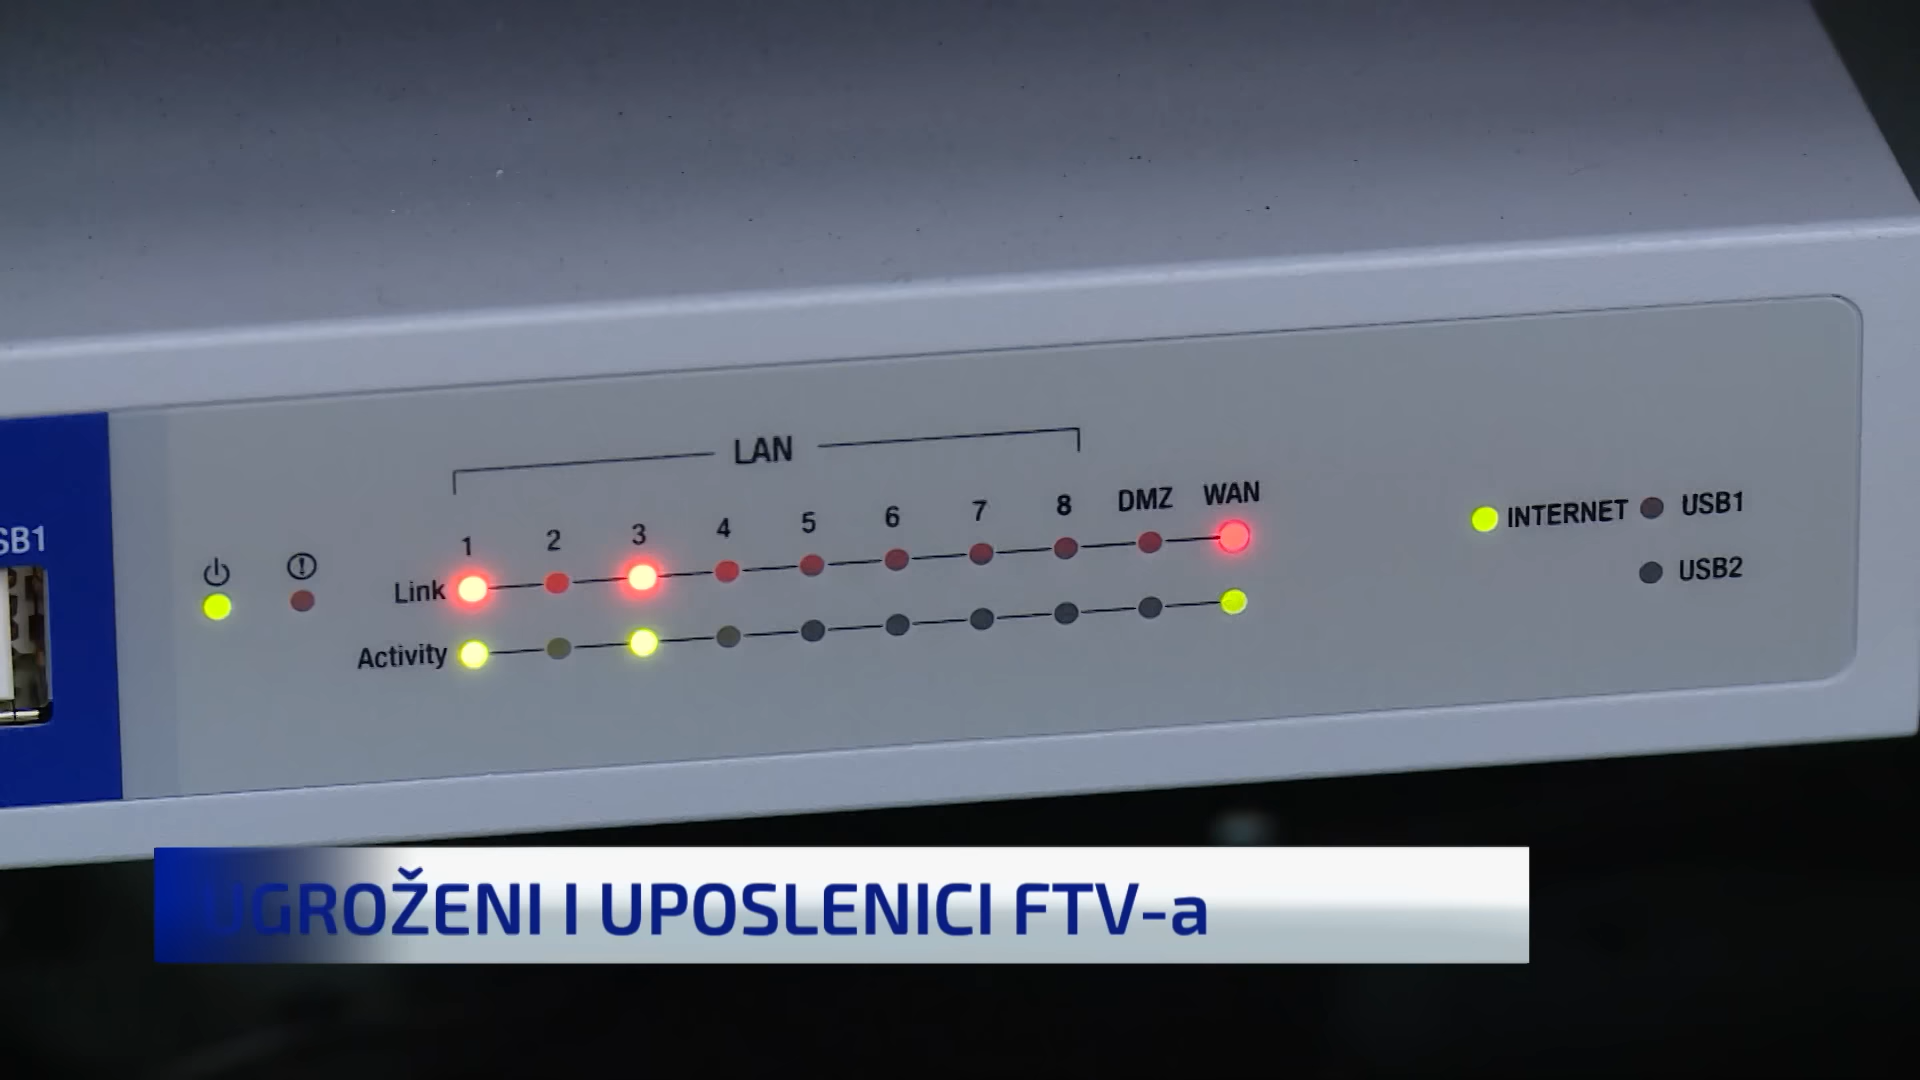 LAN
1 2 3 4 5 6 7 8 DMZ WAN
Link
Activity
INTERNET USB1
USB2
SB1
UGROŽENI I UPOSLENICI FTV-a